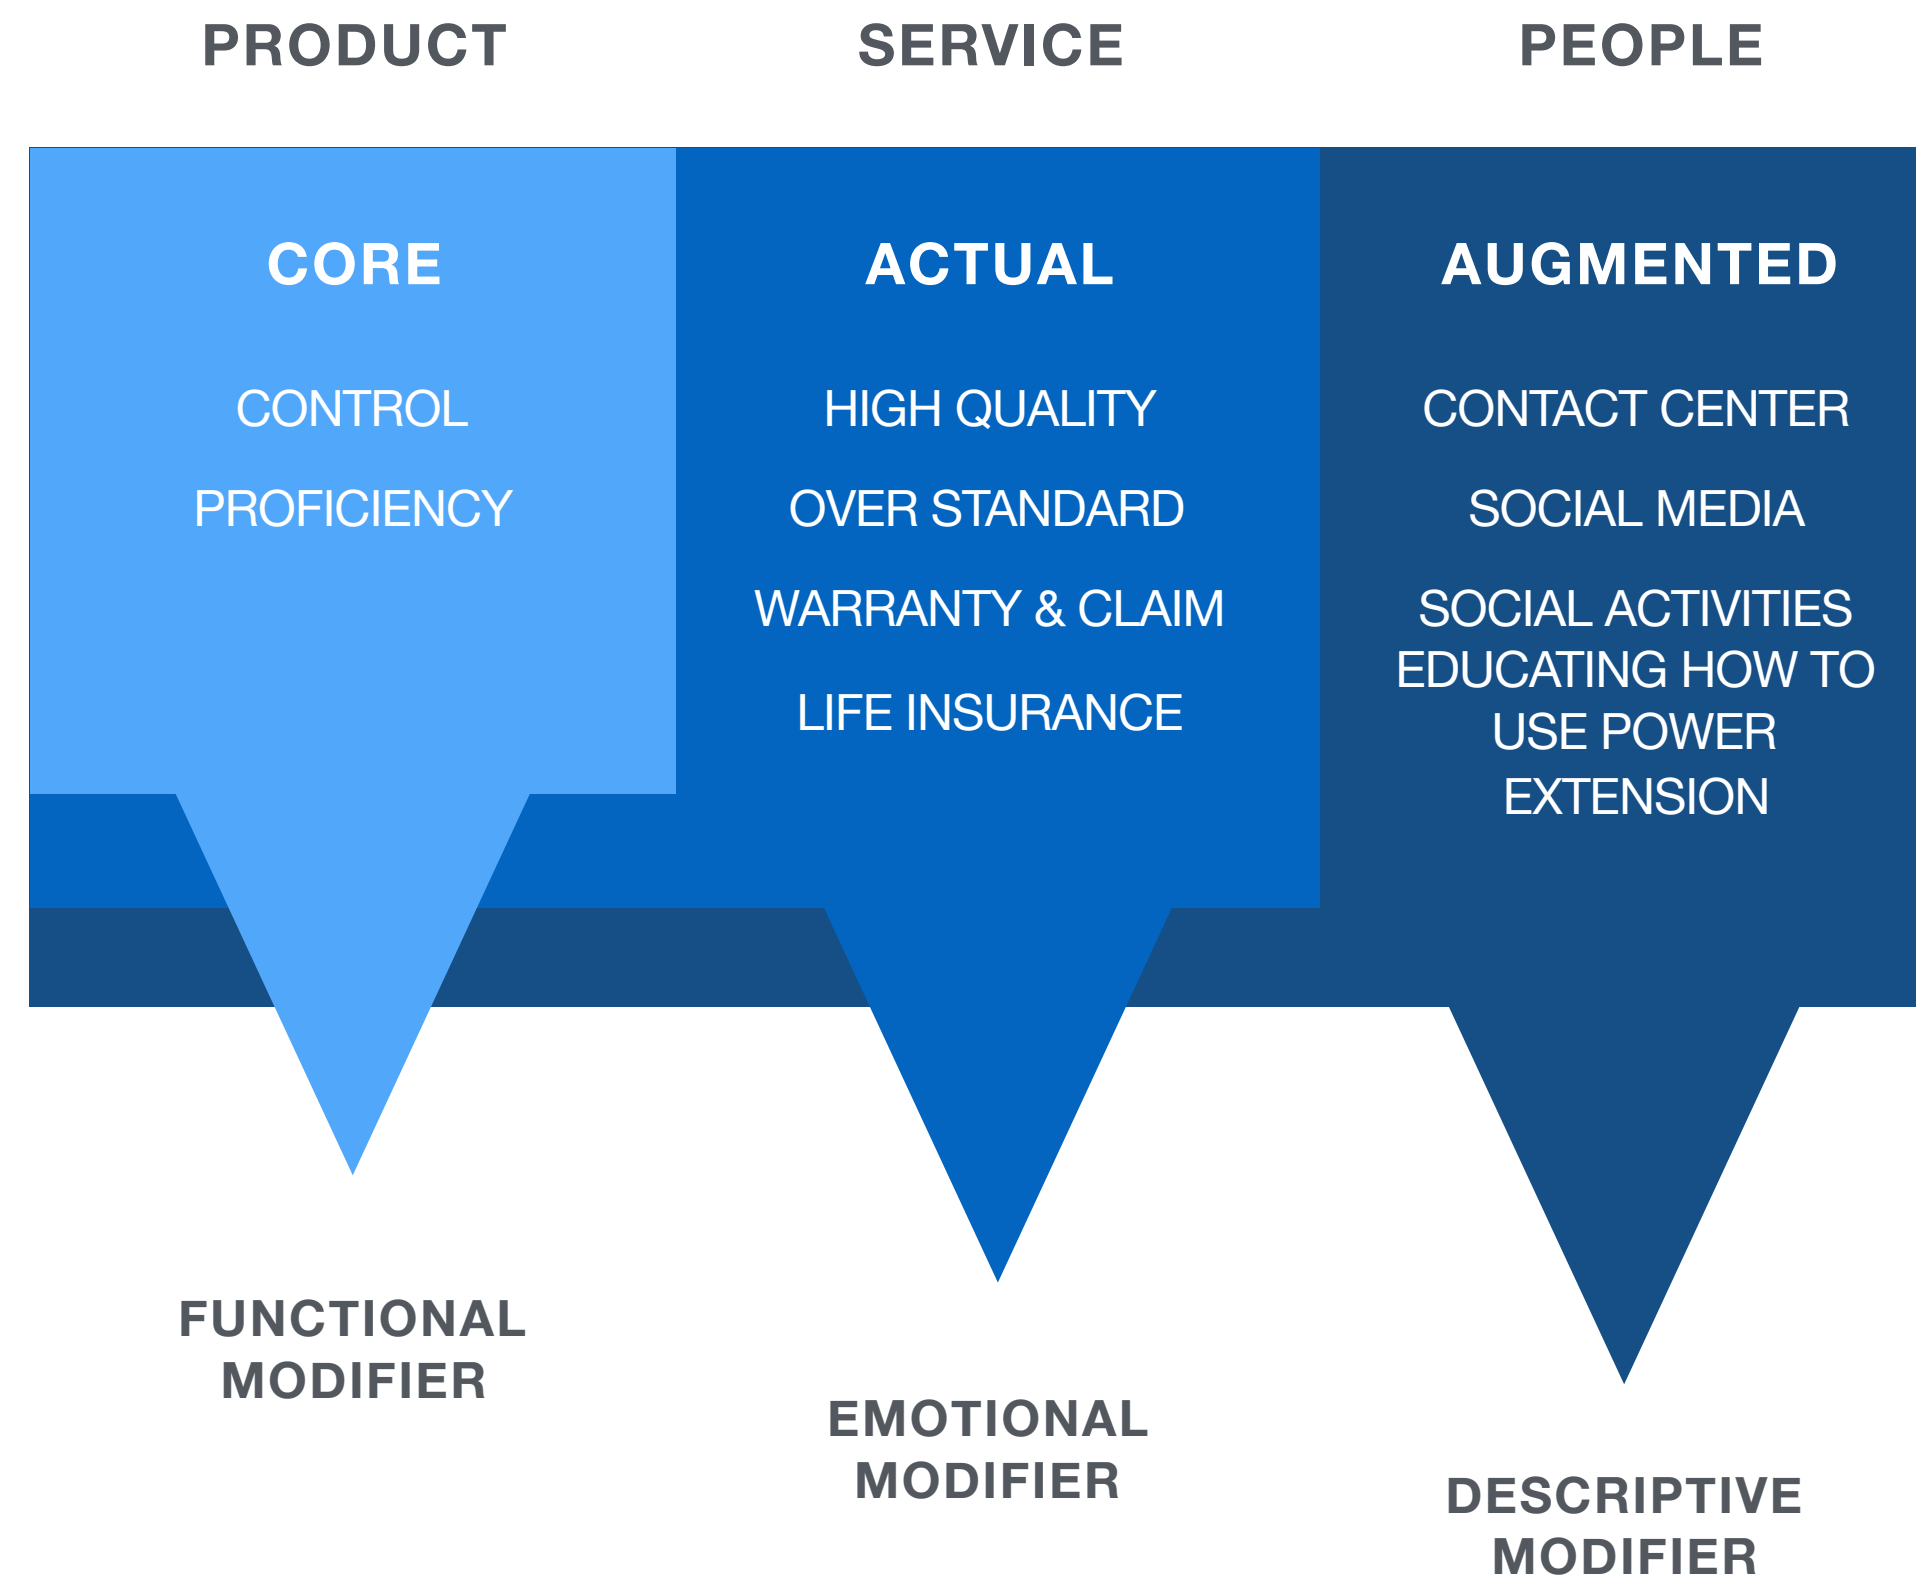 PRODUCT
SERVICE
PEOPLE
CORE
CONTROL
PROFICIENCY
ACTUAL
HIGH QUALITY
OVER STANDARD
WARRANTY & CLAIM
LIFE INSURANCE
AUGMENTED
CONTACT CENTER
SOCIAL MEDIA
SOCIAL ACTIVITIES
EDUCATING HOW TO
USE POWER
EXTENSION
FUNCTIONAL
MODIFIER
EMOTIONAL
MODIFIER
DESCRIPTIVE
MODIFIER